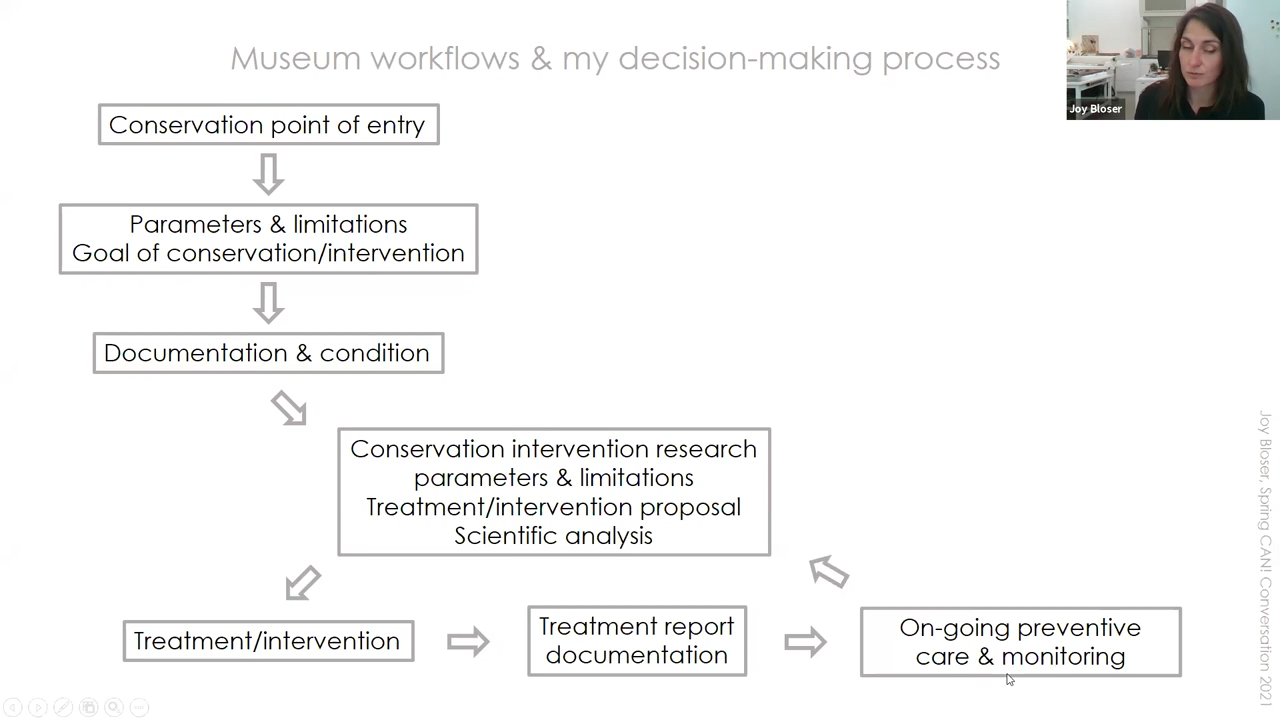 Museum workflows & my decision-making process
Joy Bloser
Conservation point of entry
Parameters & limitations
Goal of conservation/intervention
Documentation & condition
Conservation intervention research
parameters & limitations
Treatment/intervention proposal
Scientific analysis
Treatment/intervention
Treatment report
documentation
On-going preventive
care & monitoring
Joy Bloser, Spring CAN! Conversation 2021